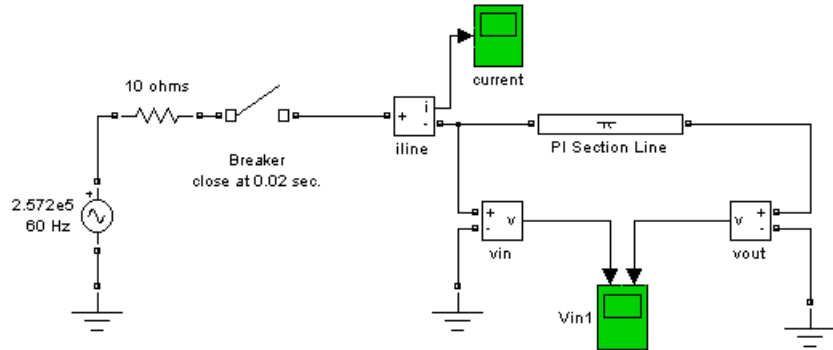 current
10 ohms
i
+
-
iline
PI Section Line
Breaker
close at 0.02 sec.
2.572e5
60 Hz
+
+
-
v
vin
v
+
-
vout
Vin1